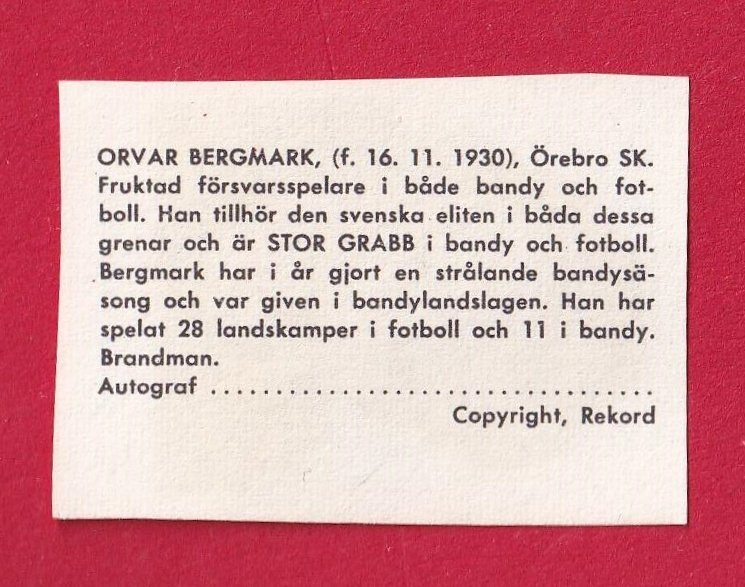 ORVAR BERGMARK, (f. 16. 11. 1930), Örebro SK.
Fruktad försvarsspelare i både bandy och fot-
boll. Han tillhör den svenska eliten i båda dessa
grenar och är STOR GRABB i bandy och fotboll.
Bergmark har i år gjort en strålande bandysä-
song och var given i bandylandslagen. Han har
spelat 28 landskamper i fotboll och 11 i bandy.
Brandman.
Autograf ..................................
Copyright, Rekord